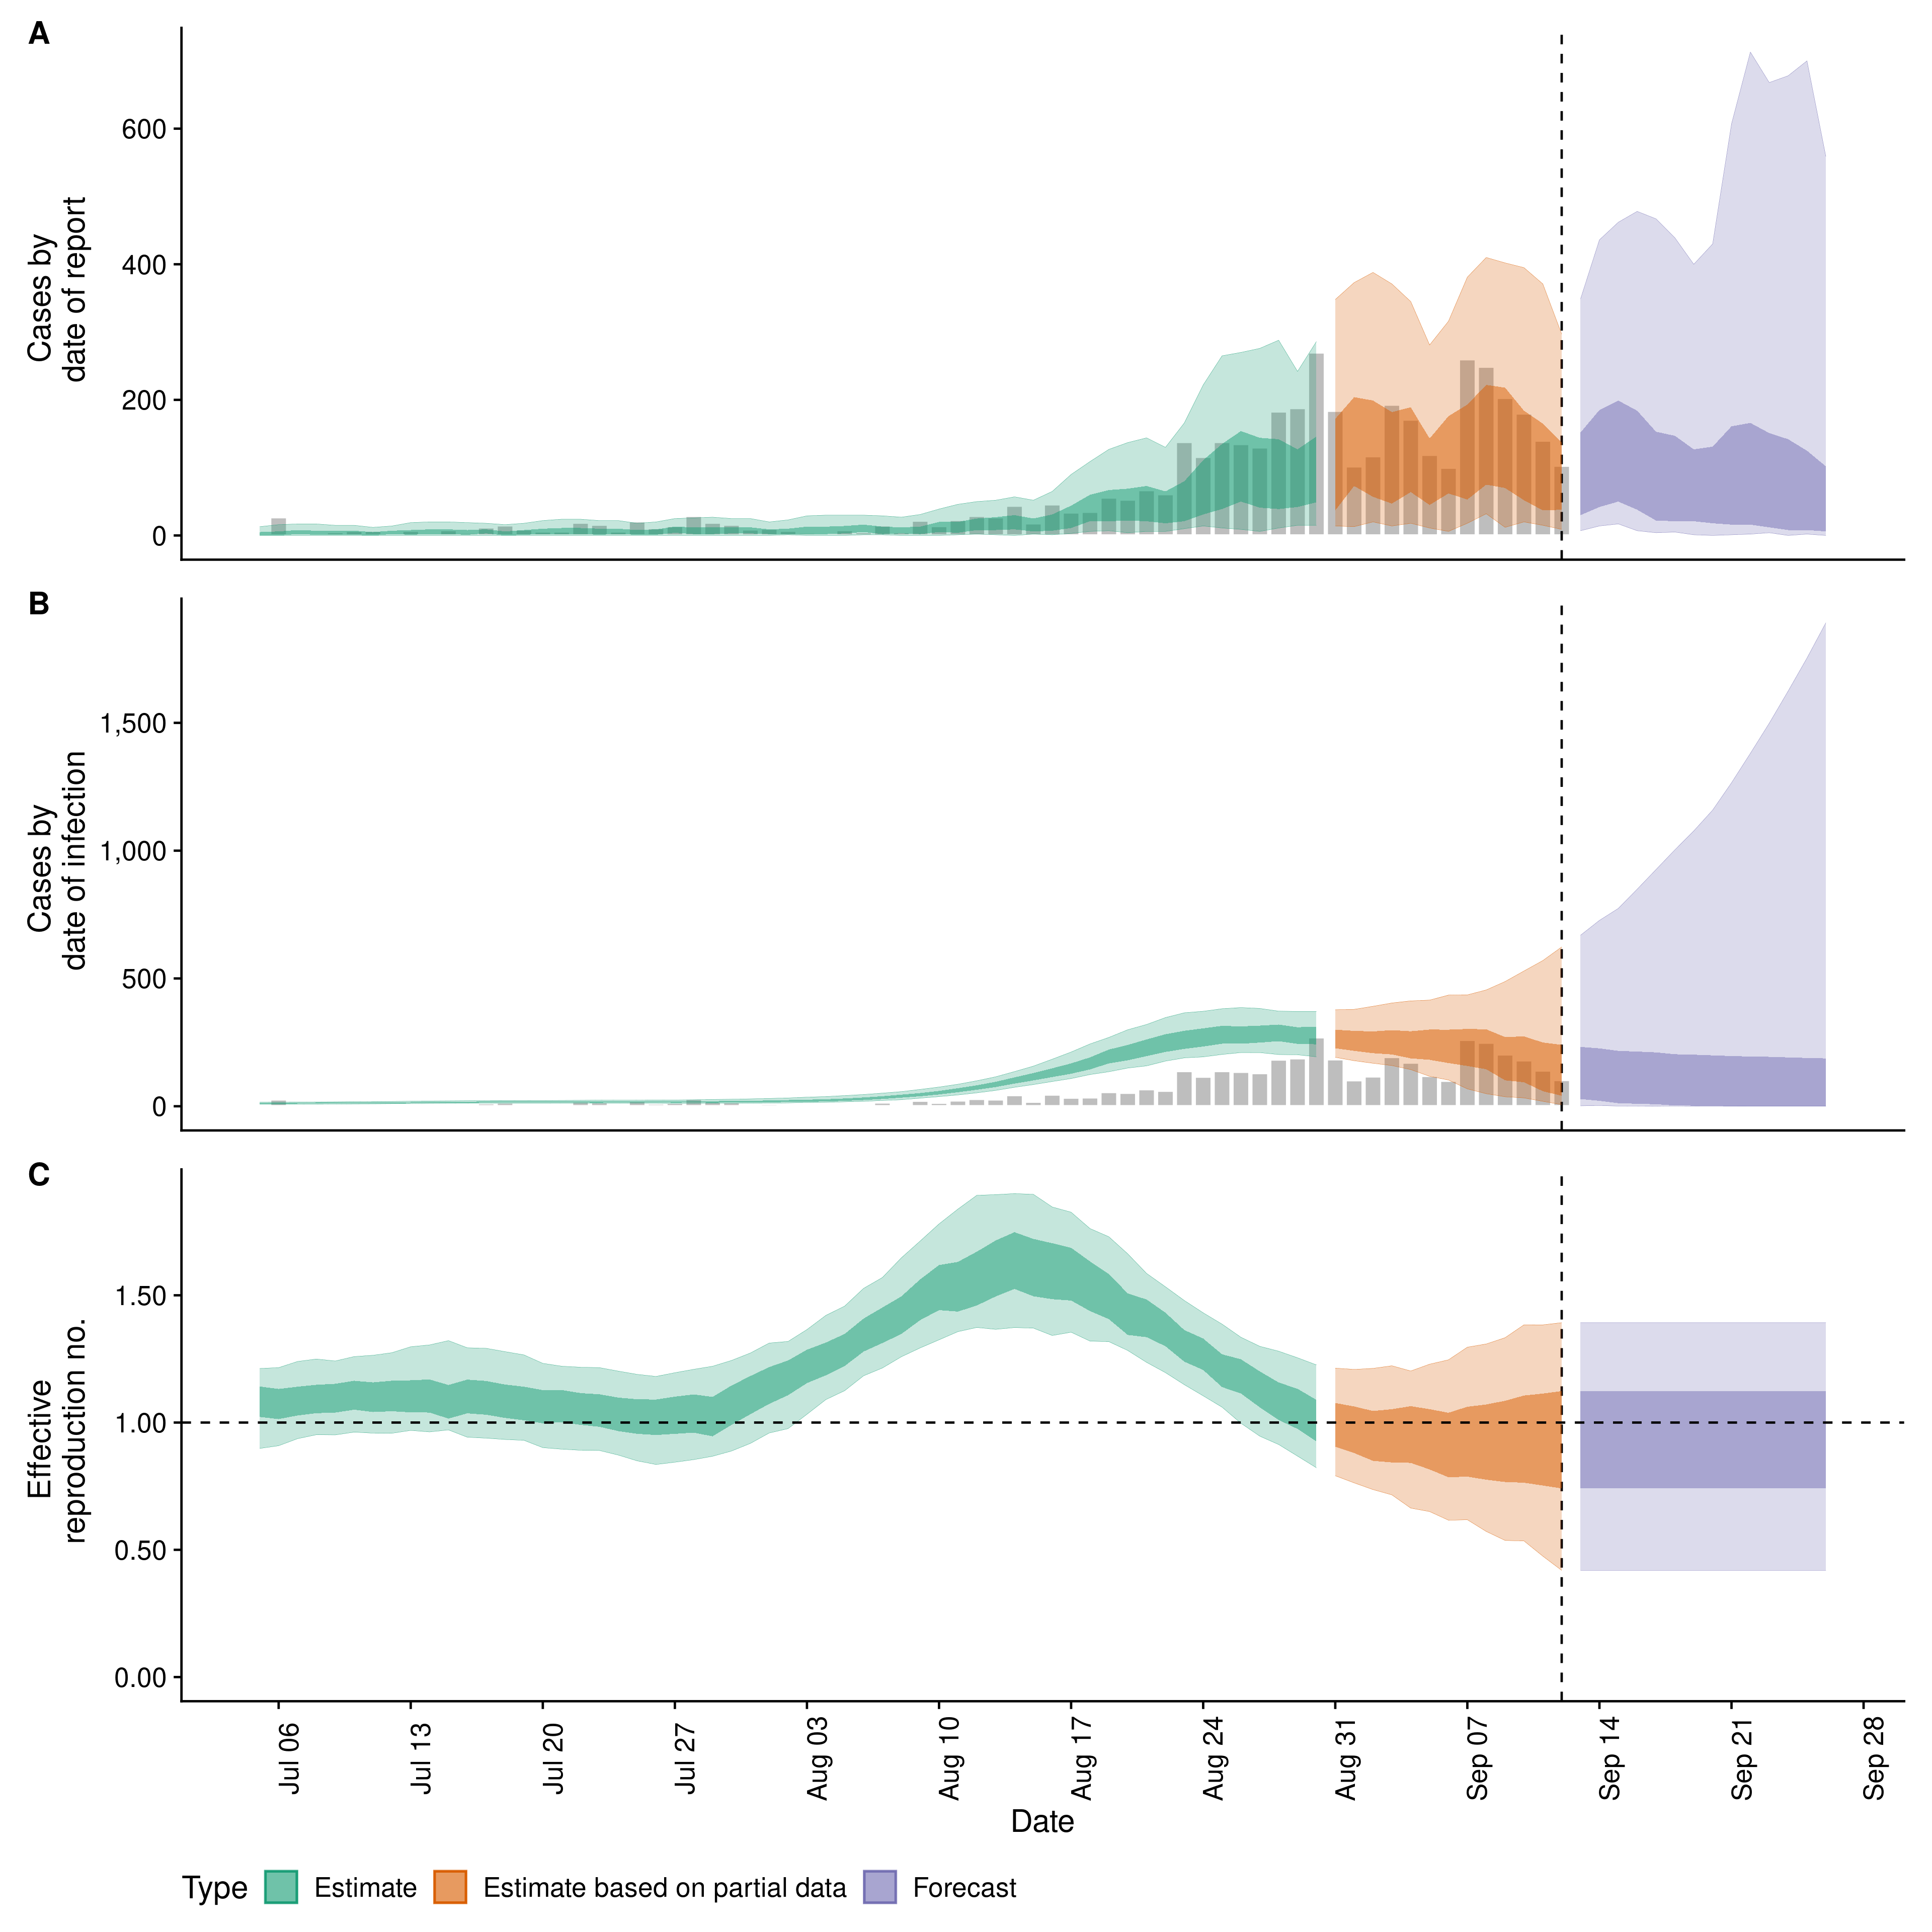 A
Cases by
date of report
600
400
200
0
B
Cases by
date of infection
1,500
1,000
500
0
C
Effective
reproduction no.
1.50
1.00
0.50
0.00
Jul 06
Jul 13
Jul 20
Jul 27
Aug 03
Aug 10
Aug 17
Aug 24
Aug 31
Sep 07
Sep 14
Sep 21
Sep 28
Date
Type Estimate Estimate based on partial data Forecast